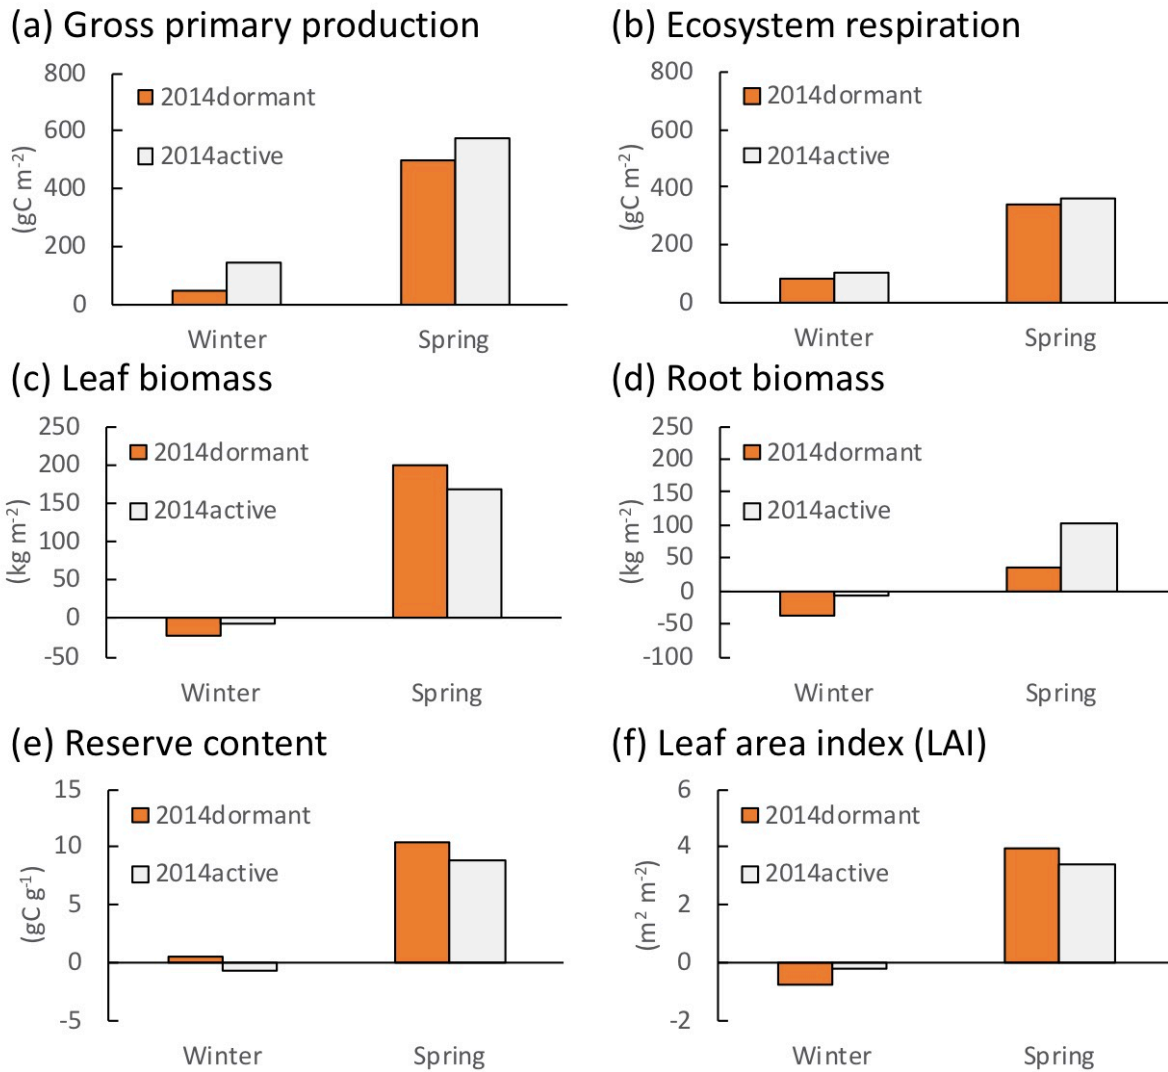 (a) Gross primary production
800
600
400
200
0
(gC m⁻²)
2014dormant
2014active
Winter Spring
(b) Ecosystem respiration
800
600
400
200
0
(gC m⁻²)
2014dormant
2014active
Winter Spring
(c) Leaf biomass
250
200
150
100
50
0
-50
(kg m⁻²)
2014dormant
2014active
Winter Spring
(d) Root biomass
250
200
150
100
50
0
-50
-100
(kg m⁻²)
2014dormant
2014active
Winter Spring
(e) Reserve content
15
10
5
0
-5
(gC g⁻¹)
2014dormant
2014active
Winter Spring
(f) Leaf area index (LAI)
6
4
2
0
-2
(m² m⁻²)
2014dormant
2014active
Winter Spring